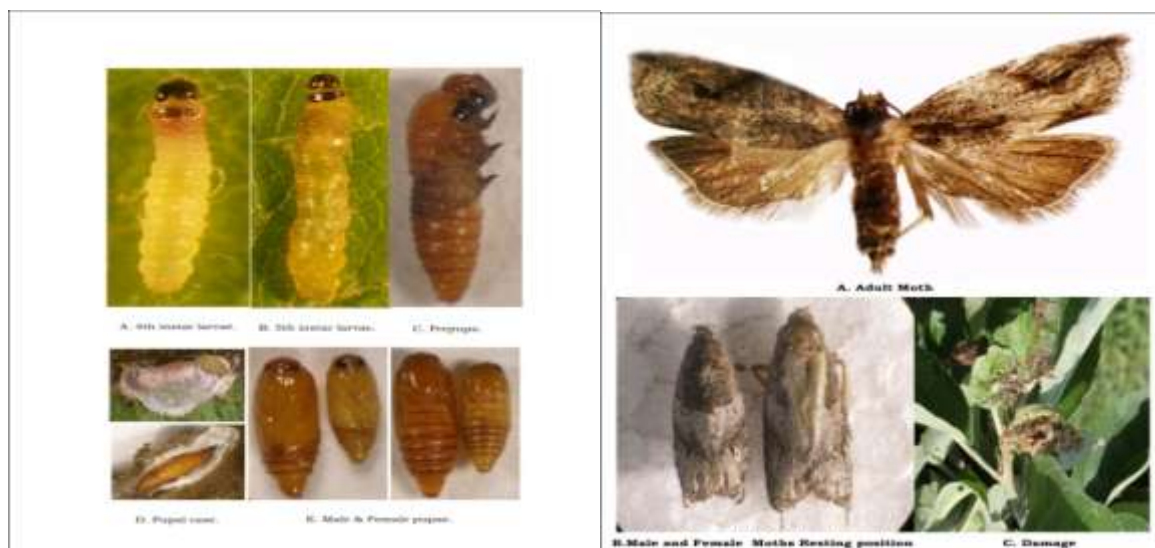 A. 4th instar larvae.
B. 5th instar larvae.
C. Prepupa.
D. Pupal case.
E. Male & Female pupae.
A. Adult Moth
B.Male and Female Moths Resting position
C. Damage